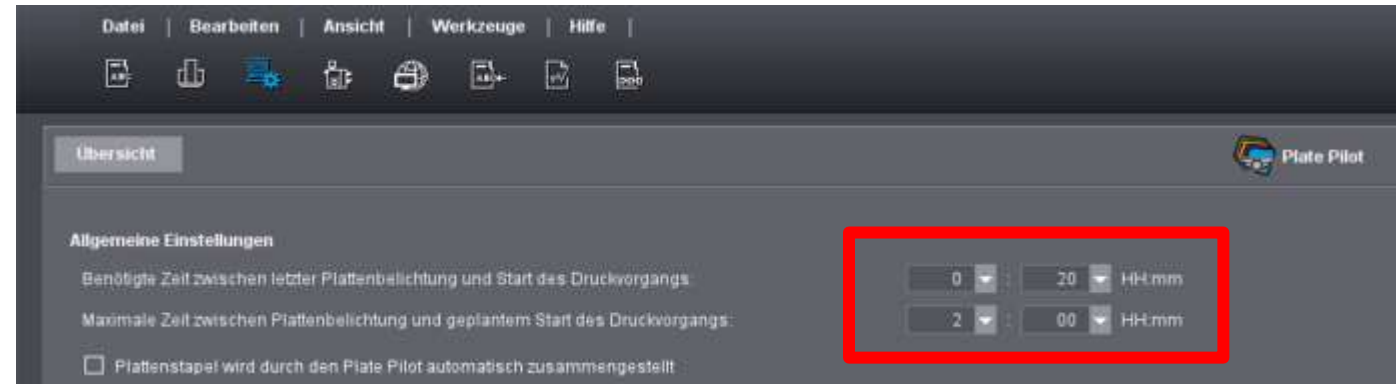 Datei | Bearbeiten | Ansicht | Werkzeuge | Hilfe |
Übersicht
Plate Pilot
Allgemeine Einstellungen
Benötigte Zeit zwischen letzter Plattenbelichtung und Start des Druckvorgangs: 0 : 20 HH:mm
Maximale Zeit zwischen Plattenbelichtung und geplantem Start des Druckvorgangs: 2 : 00 HH:mm
Plattenstapel wird durch den Plate Pilot automatisch zusammengestellt